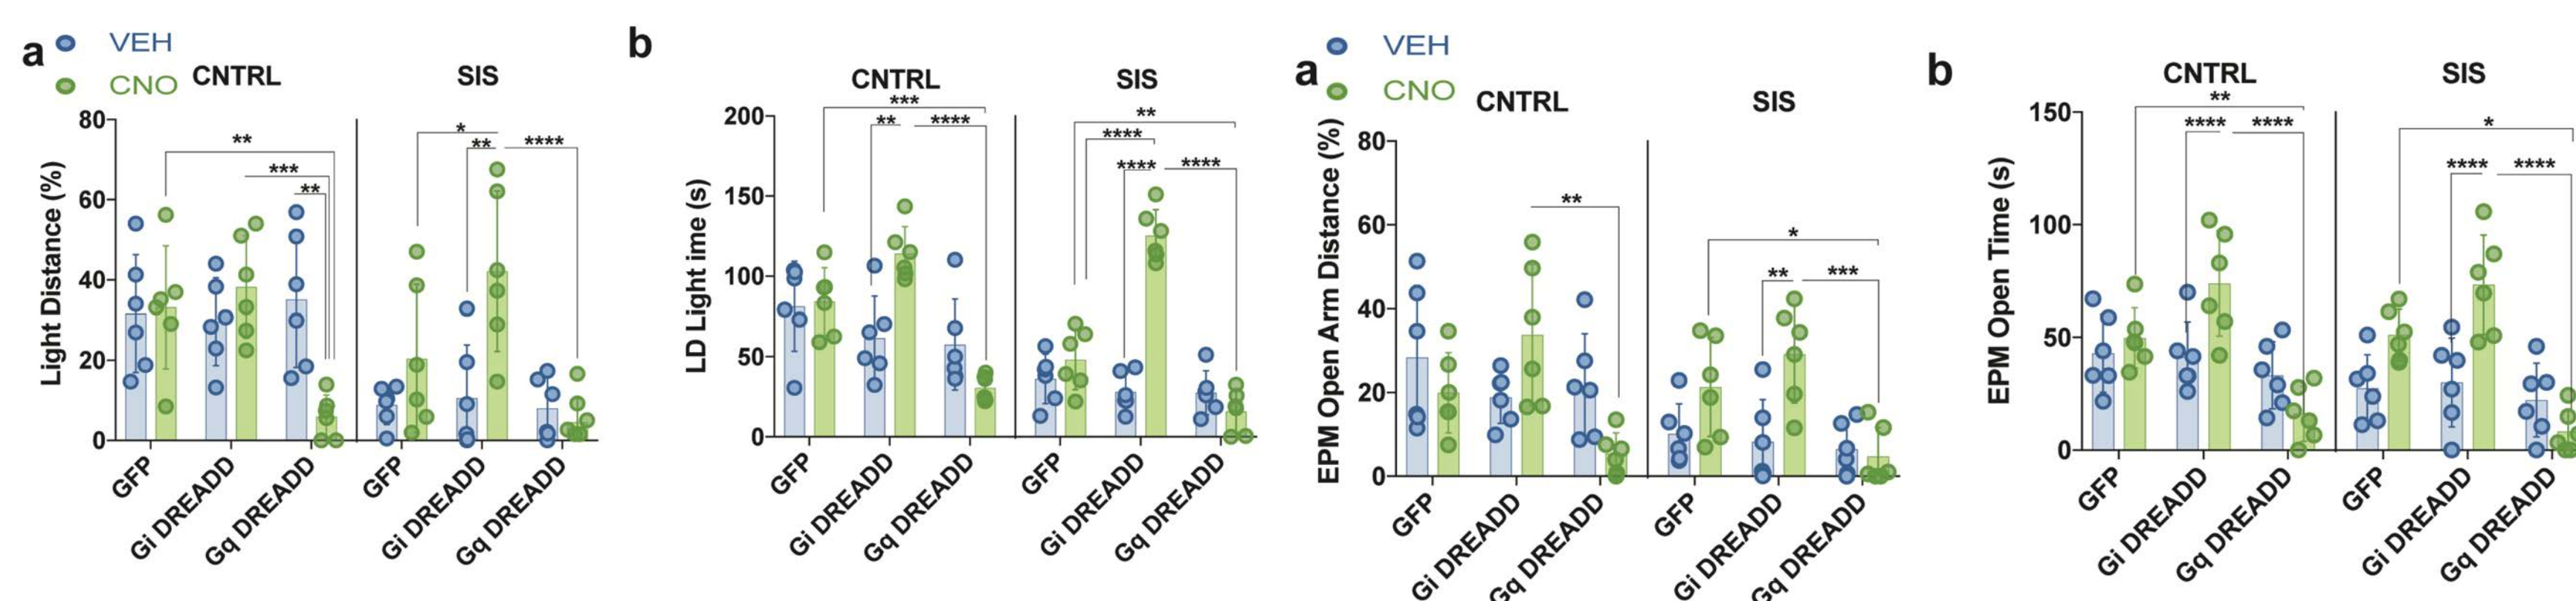 a
VEH
CNO
CNTRL
SIS
Light Distance (%)
80
60
40
20
0
**
***
**
*
**
****
GFP
Gi DREADD
Gq DREADD
GFP
Gi DREADD
Gq DREADD
b
CNTRL
SIS
LD Light ime (s)
200
150
100
50
0
***
**
****
**
****
****
****
GFP
Gi DREADD
Gq DREADD
GFP
Gi DREADD
Gq DREADD
a
VEH
CNO
CNTRL
SIS
EPM Open Arm Distance (%)
80
60
40
20
0
**
*
**
***
GFP
Gi DREADD
Gq DREADD
GFP
Gi DREADD
Gq DREADD
b
CNTRL
SIS
EPM Open Time (s)
150
100
50
0
**
****
****
*
****
****
GFP
Gi DREADD
Gq DREADD
GFP
Gi DREADD
Gq DREADD